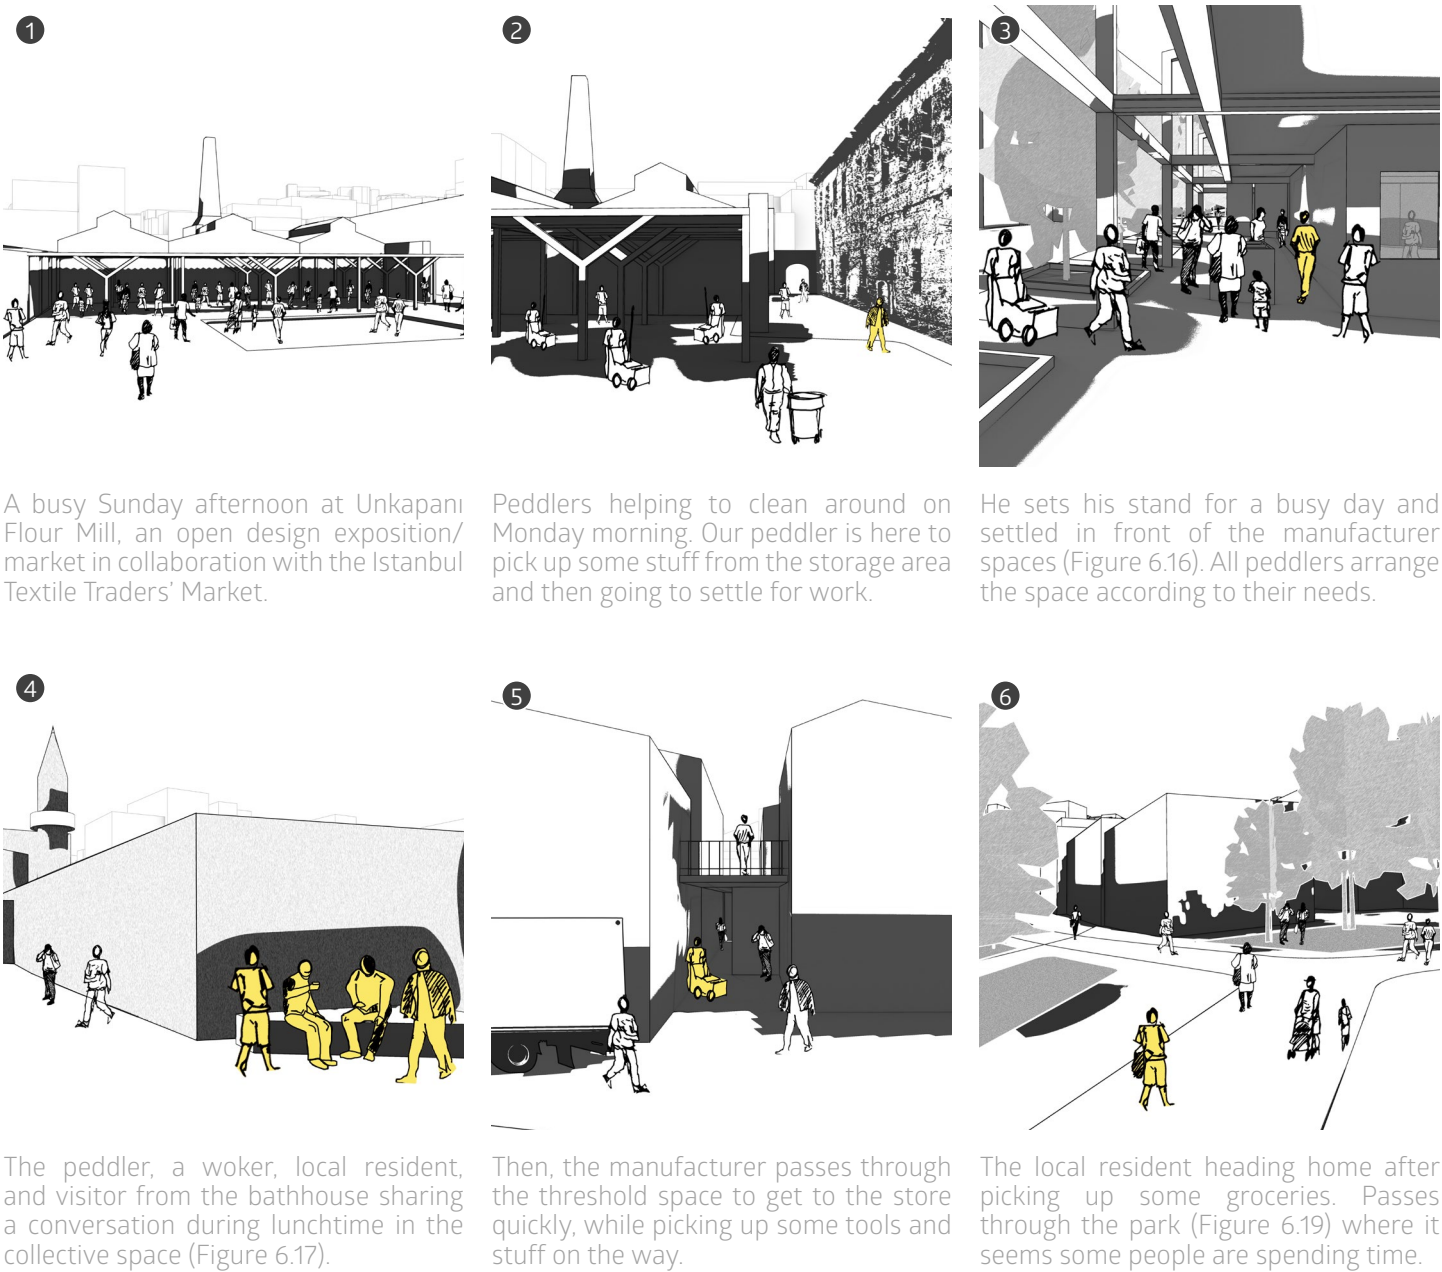 1
A busy Sunday afternoon at Unkapanı
Flour Mill, an open design exposition/
market in collaboration with the Istanbul
Textile Traders’ Market.
2
Peddlers helping to clean around on
Monday morning. Our peddler is here to
pick up some stuff from the storage area
and then going to settle for work.
3
He sets his stand for a busy day and
settled in front of the manufacturer
spaces (Figure 6.16). All peddlers arrange
the space according to their needs.
4
The peddler, a woker, local resident,
and visitor from the bathhouse sharing
a conversation during lunchtime in the
collective space (Figure 6.17).
5
Then, the manufacturer passes through
the threshold space to get to the store
quickly, while picking up some tools and
stuff on the way.
6
The local resident heading home after
picking up some groceries. Passes
through the park (Figure 6.19) where it
seems some people are spending time.